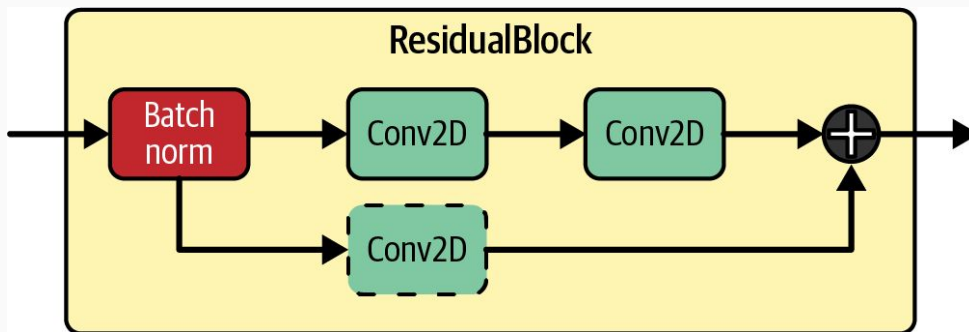 ResidualBlock
Batch
norm
Conv2D
Conv2D
Conv2D